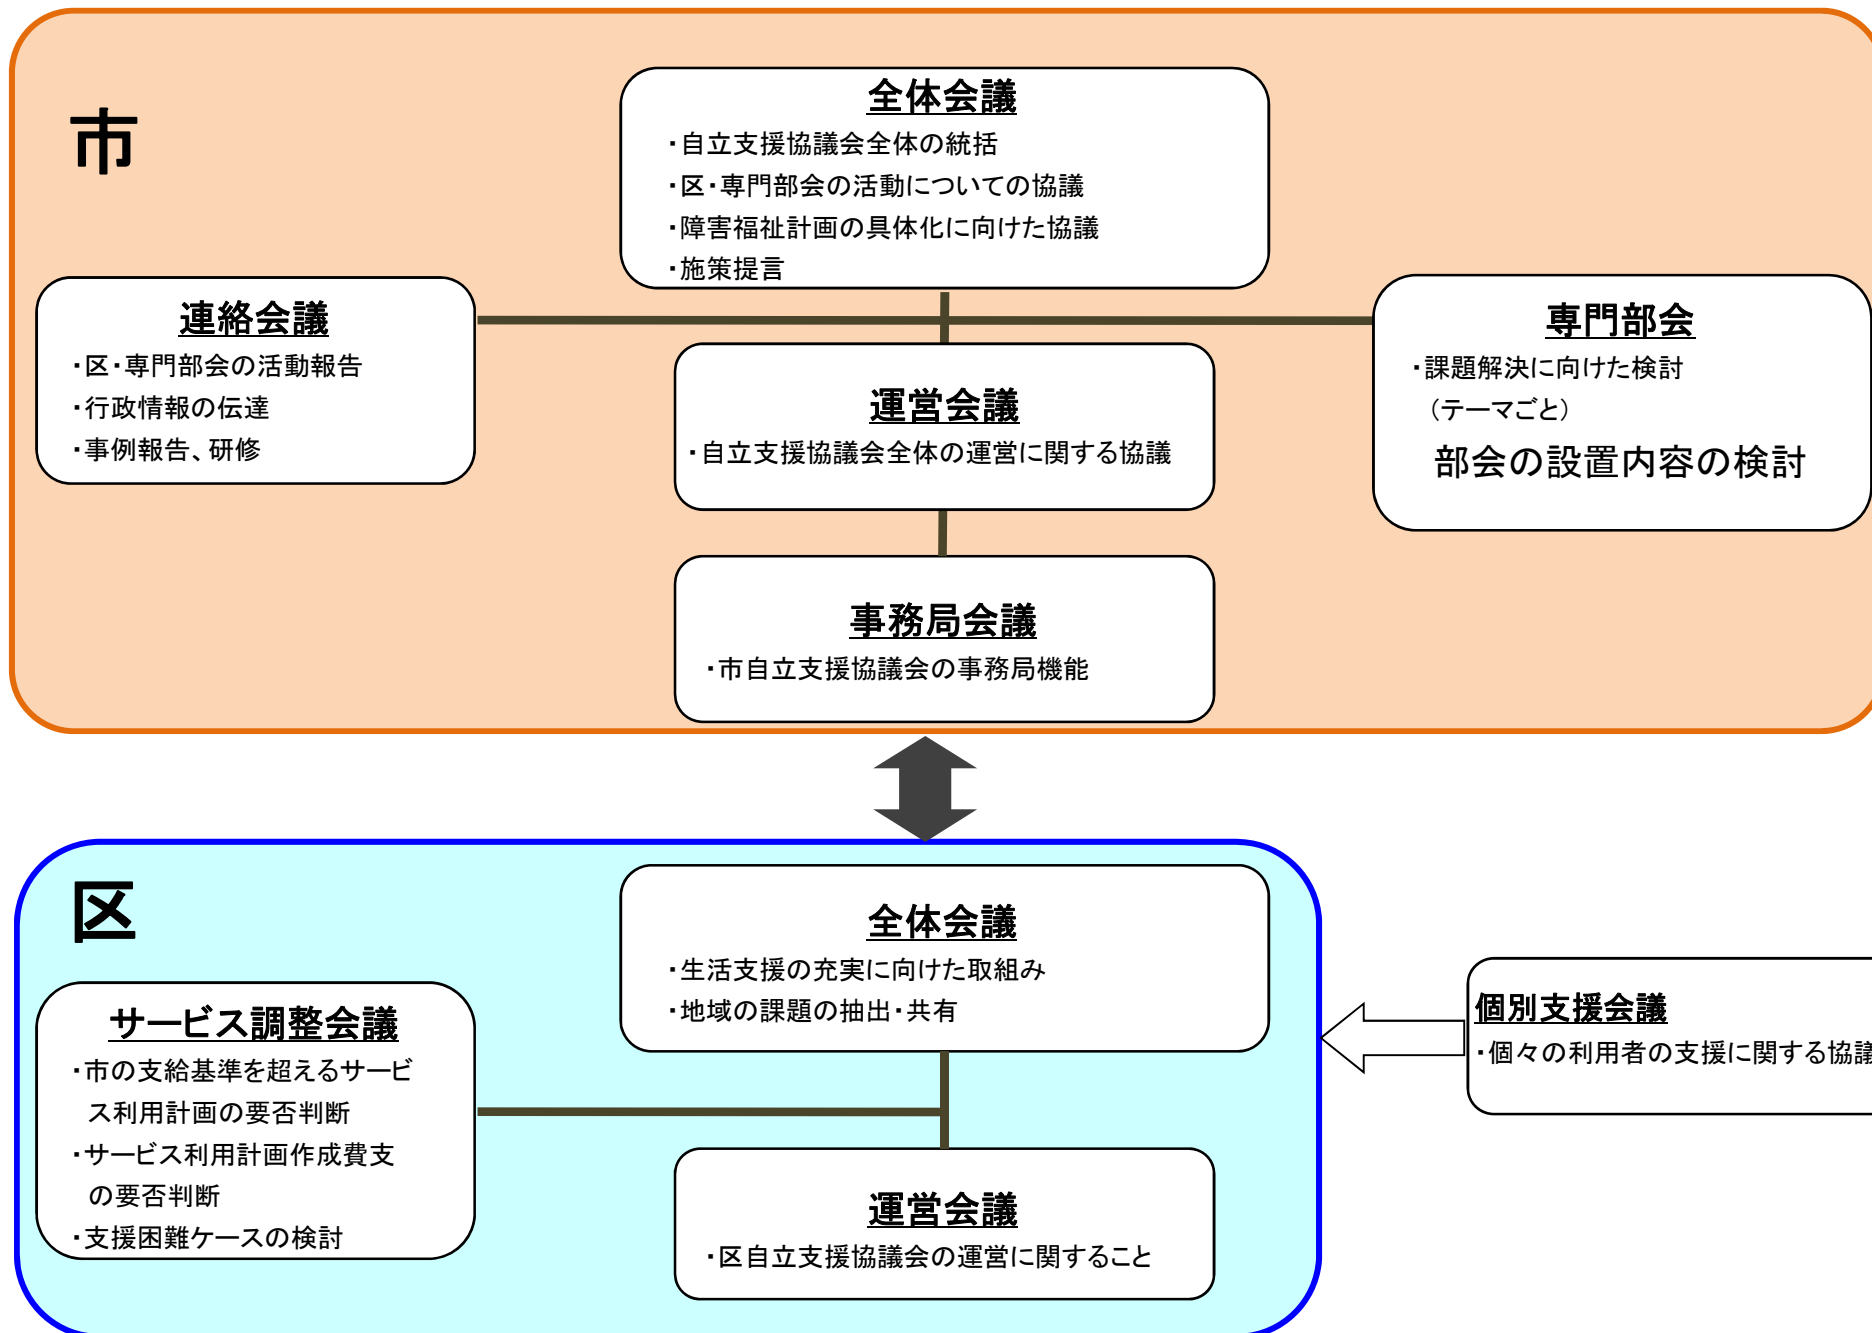 市
全体会議
・自立支援協議会全体の統括
・区・専門部会の活動についての協議
・障害福祉計画の具体化に向けた協議
・施策提言
連絡会議
・区・専門部会の活動報告
・行政情報の伝達
・事例報告、研修
運営会議
・自立支援協議会全体の運営に関する協議
専門部会
・課題解決に向けた検討
（テーマごと）
部会の設置内容の検討
事務局会議
・市自立支援協議会の事務局機能
区
全体会議
・生活支援の充実に向けた取組み
・地域の課題の抽出・共有
サービス調整会議
・市の支給基準を超えるサービ
ス利用計画の要否判断
・サービス利用計画作成費支
の要否判断
・支援困難ケースの検討
運営会議
・区自立支援協議会の運営に関すること
個別支援会議
・個々の利用者の支援に関する協議